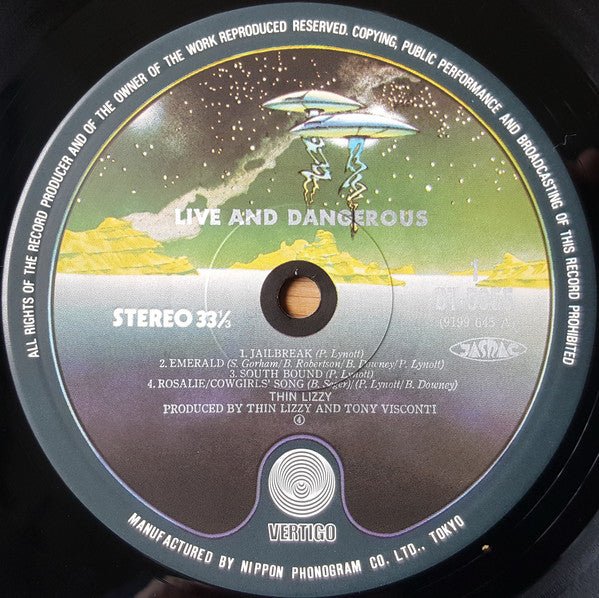 ALL RIGHTS OF THE RECORD PRODUCER AND OF THE OWNER OF THE WORK REPRODUCED RESERVED. COPYING, PUBLIC PERFORMANCE AND BROADCASTING OF THIS RECORD PROHIBITED
LIVE AND DANGEROUS
1
STEREO 33⅓
JASRAC
1. JAILBREAK (P. Lynott)
2. EMERALD (S. Gorham/B. Robertson/B. Downey/P. Lynott)
3. SOUTH BOUND (P. Lynott)
4. ROSALIE/COWGIRLS' SONG (B. Seger)/(P. Lynott/B. Downey)
THIN LIZZY
PRODUCED BY THIN LIZZY AND TONY VISCONTI
④
VERTIGO
MANUFACTURED BY NIPPON PHONOGRAM CO. LTD., TOKYO